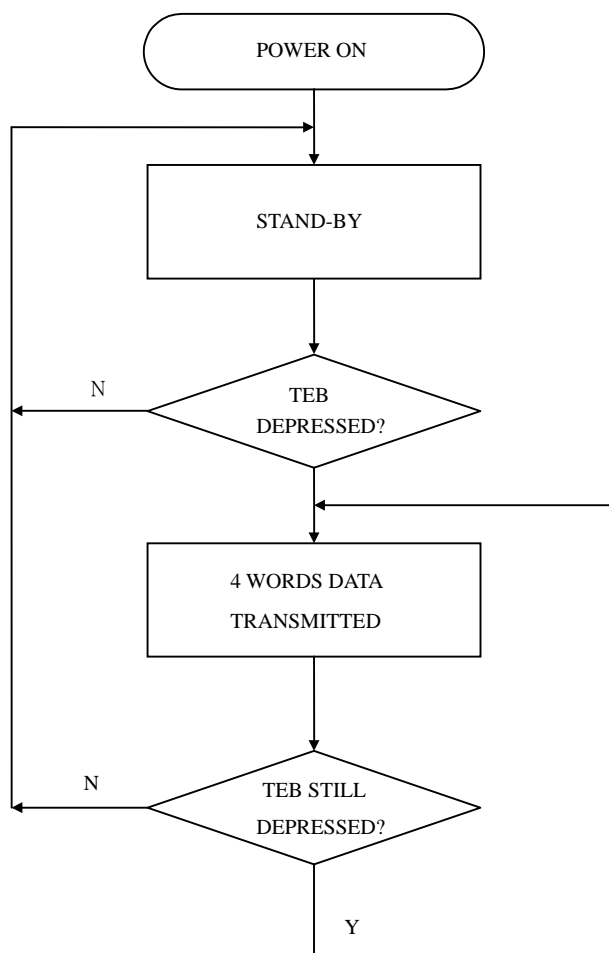 POWER ON
STAND-BY
N
TEB
DEPRESSED?
4 WORDS DATA
TRANSMITTED
N
TEB STILL
DEPRESSED?
Y